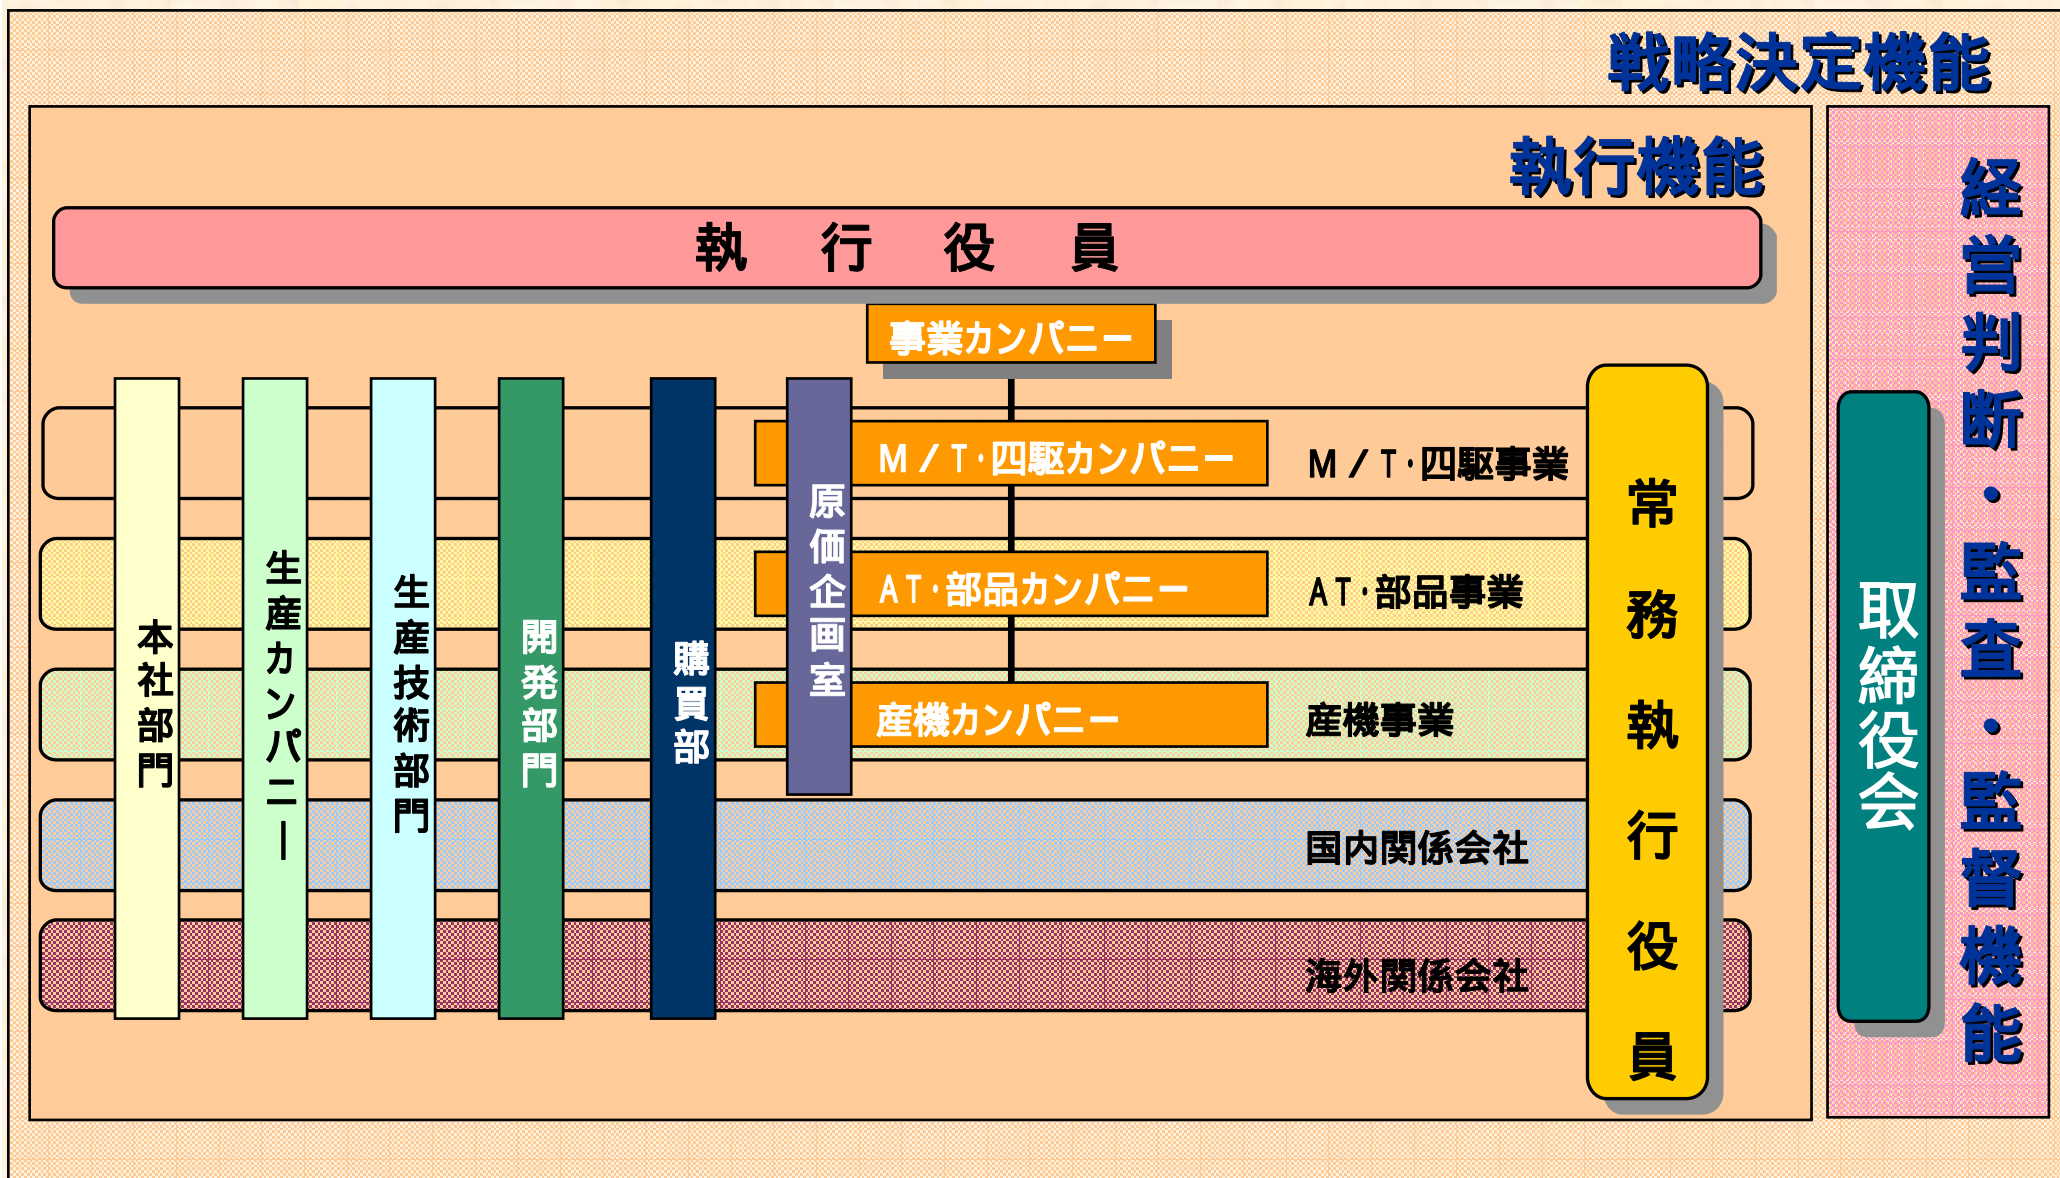 戦略決定機能
執行機能
執行役員
事業カンパニー
M/T・四駆カンパニー
M/T・四駆事業
AT・部品カンパニー
AT・部品事業
産機カンパニー
産機事業
国内関係会社
海外関係会社
本社部門
生産カンパニー
生産技術部門
開発部門
購買部
原価企画室
常務執行役員
取締役会
経営判断・監査・監督機能